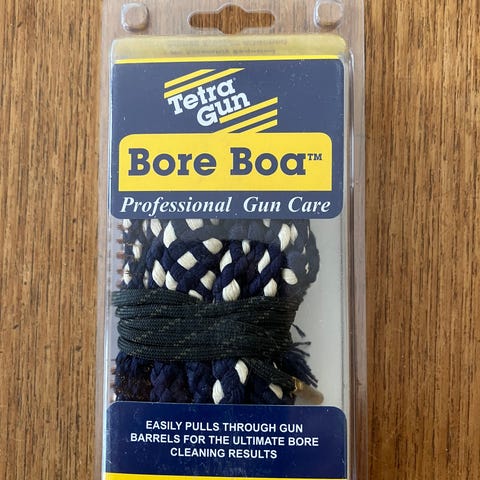 Tetra®
Gun
Bore Boa™
Professional Gun Care
EASILY PULLS THROUGH GUN
BARRELS FOR THE ULTIMATE BORE
CLEANING RESULTS